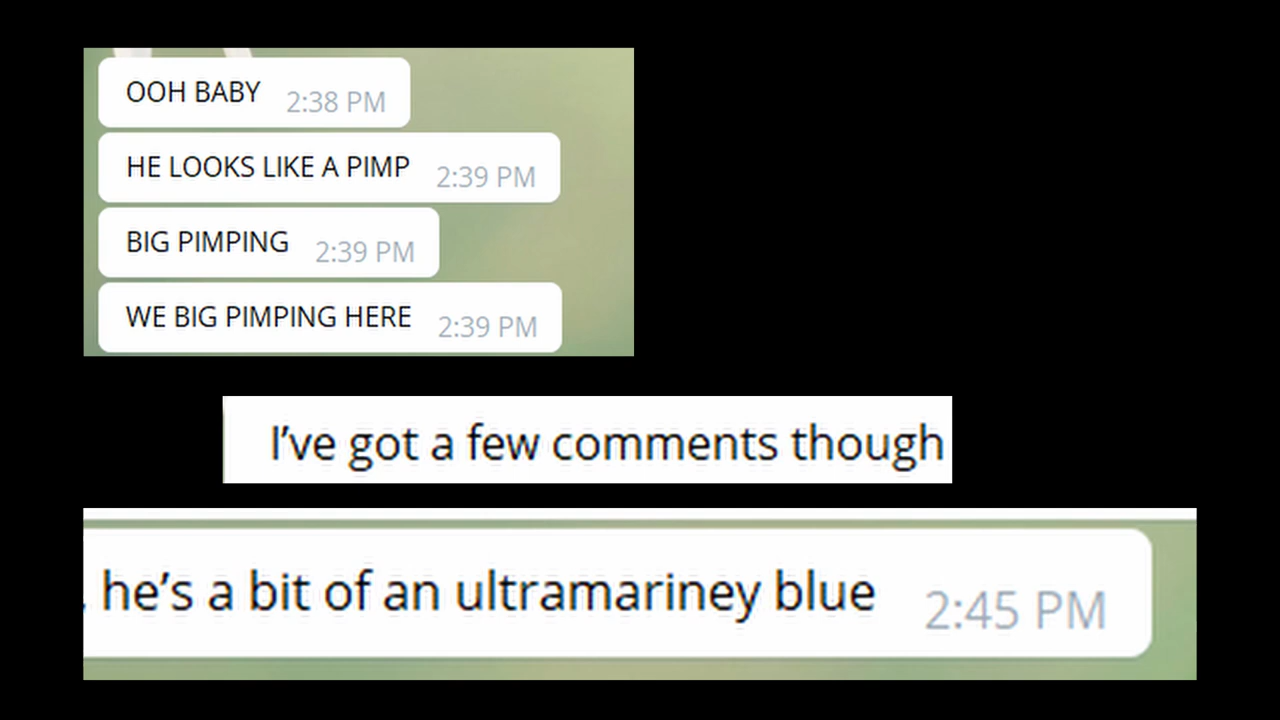 OOH BABY 2:38 PM
HE LOOKS LIKE A PIMP 2:39 PM
BIG PIMPING 2:39 PM
WE BIG PIMPING HERE 2:39 PM
I’ve got a few comments though
, he’s a bit of an ultramariney blue 2:45 PM